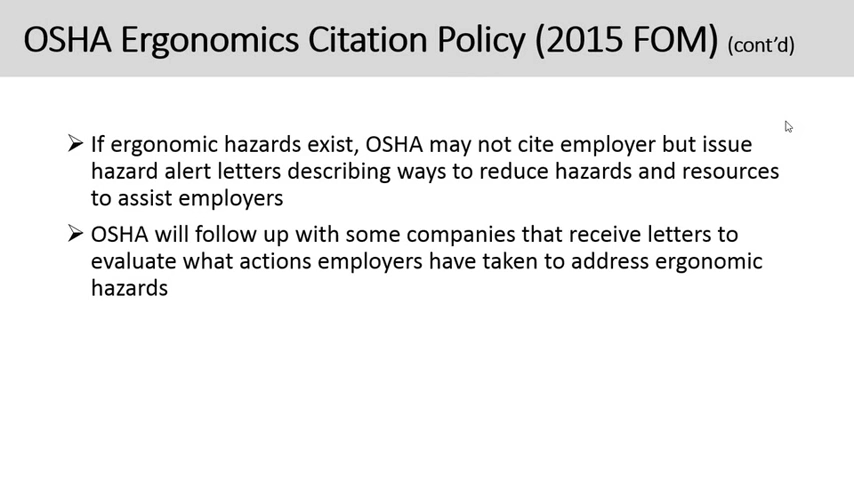 OSHA Ergonomics Citation Policy (2015 FOM) (cont'd)
➢ If ergonomic hazards exist, OSHA may not cite employer but issue
hazard alert letters describing ways to reduce hazards and resources
to assist employers
➢ OSHA will follow up with some companies that receive letters to
evaluate what actions employers have taken to address ergonomic
hazards